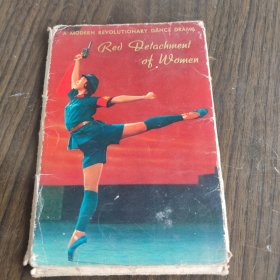 A MODERN REVOLUTIONARY DANCE DRAMA
Red Detachment
of Women